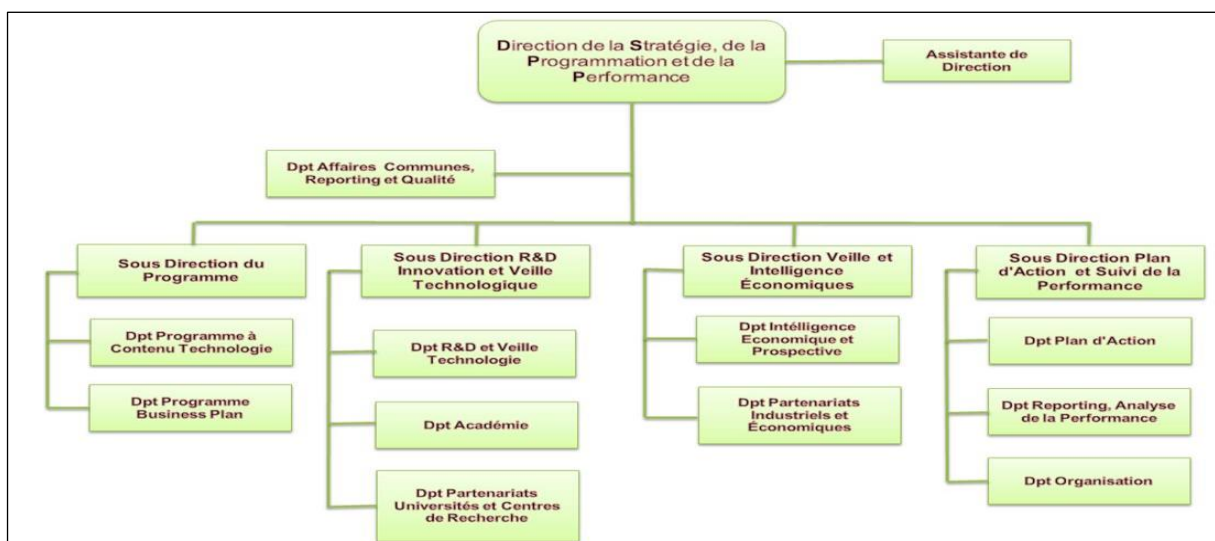 Direction de la Stratégie, de la
Programmation et de la
Performance
Assistante de
Direction
Dpt Affaires Communes,
Reporting et Qualité
Sous Direction du
Programme
Dpt Programme à
Contenu Technologie
Dpt Programme
Business Plan
Sous Direction R&D
Innovation et Veille
Technologique
Dpt R&D et Veille
Technologie
Dpt Académie
Dpt Partenariats
Universités et Centres
de Recherche
Sous Direction Veille et
Intelligence
Économiques
Dpt Intélligence
Economique et
Prospective
Dpt Partenariats
Industriels et
Économiques
Sous Direction Plan
d'Action et Suivi de la
Performance
Dpt Plan d'Action
Dpt Reporting, Analyse
de la Performance
Dpt Organisation